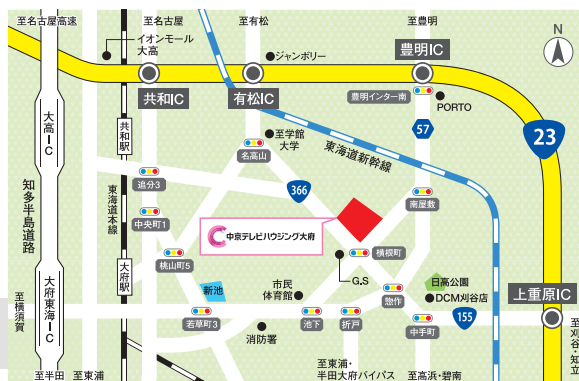 至名古屋高速
至名古屋
至有松
至豊明
イオンモール
大高
ジャンボリー
豊明IC
N
共和IC
有松IC
豊明インター南
PORTO
大高IC
共和駅
至学館
大学
名高山
東海道新幹線
57
23
追分3
366
知多半島道路
東海道本線
中央町1
南屋敷
中京テレビハウジング大府
桃山町5
横根町
G.S
大府駅
新池
市民
体育館
日高公園
惣作
DCM刈谷店
上重原IC
至横須賀
大府東海IC
若草町3
池下
折戸
中手町
155
消防署
至刈谷・知立
至半田
至東浦
至東浦・
半田大府バイパス
至高浜・碧南